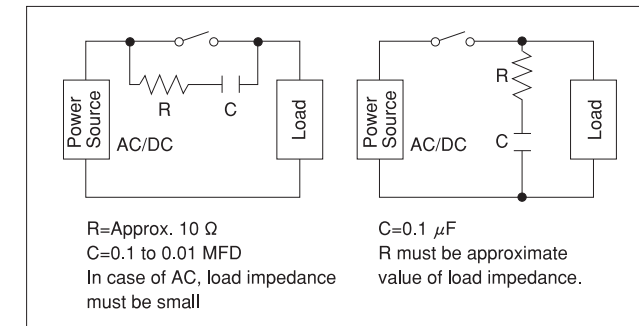 Power
Source
AC/DC
R
C
Load
R=Approx. 10 Ω
C=0.1 to 0.01 MFD
In case of AC, load impedance
must be small
Power
Source
AC/DC
R
C
Load
C=0.1 μF
R must be approximate
value of load impedance.